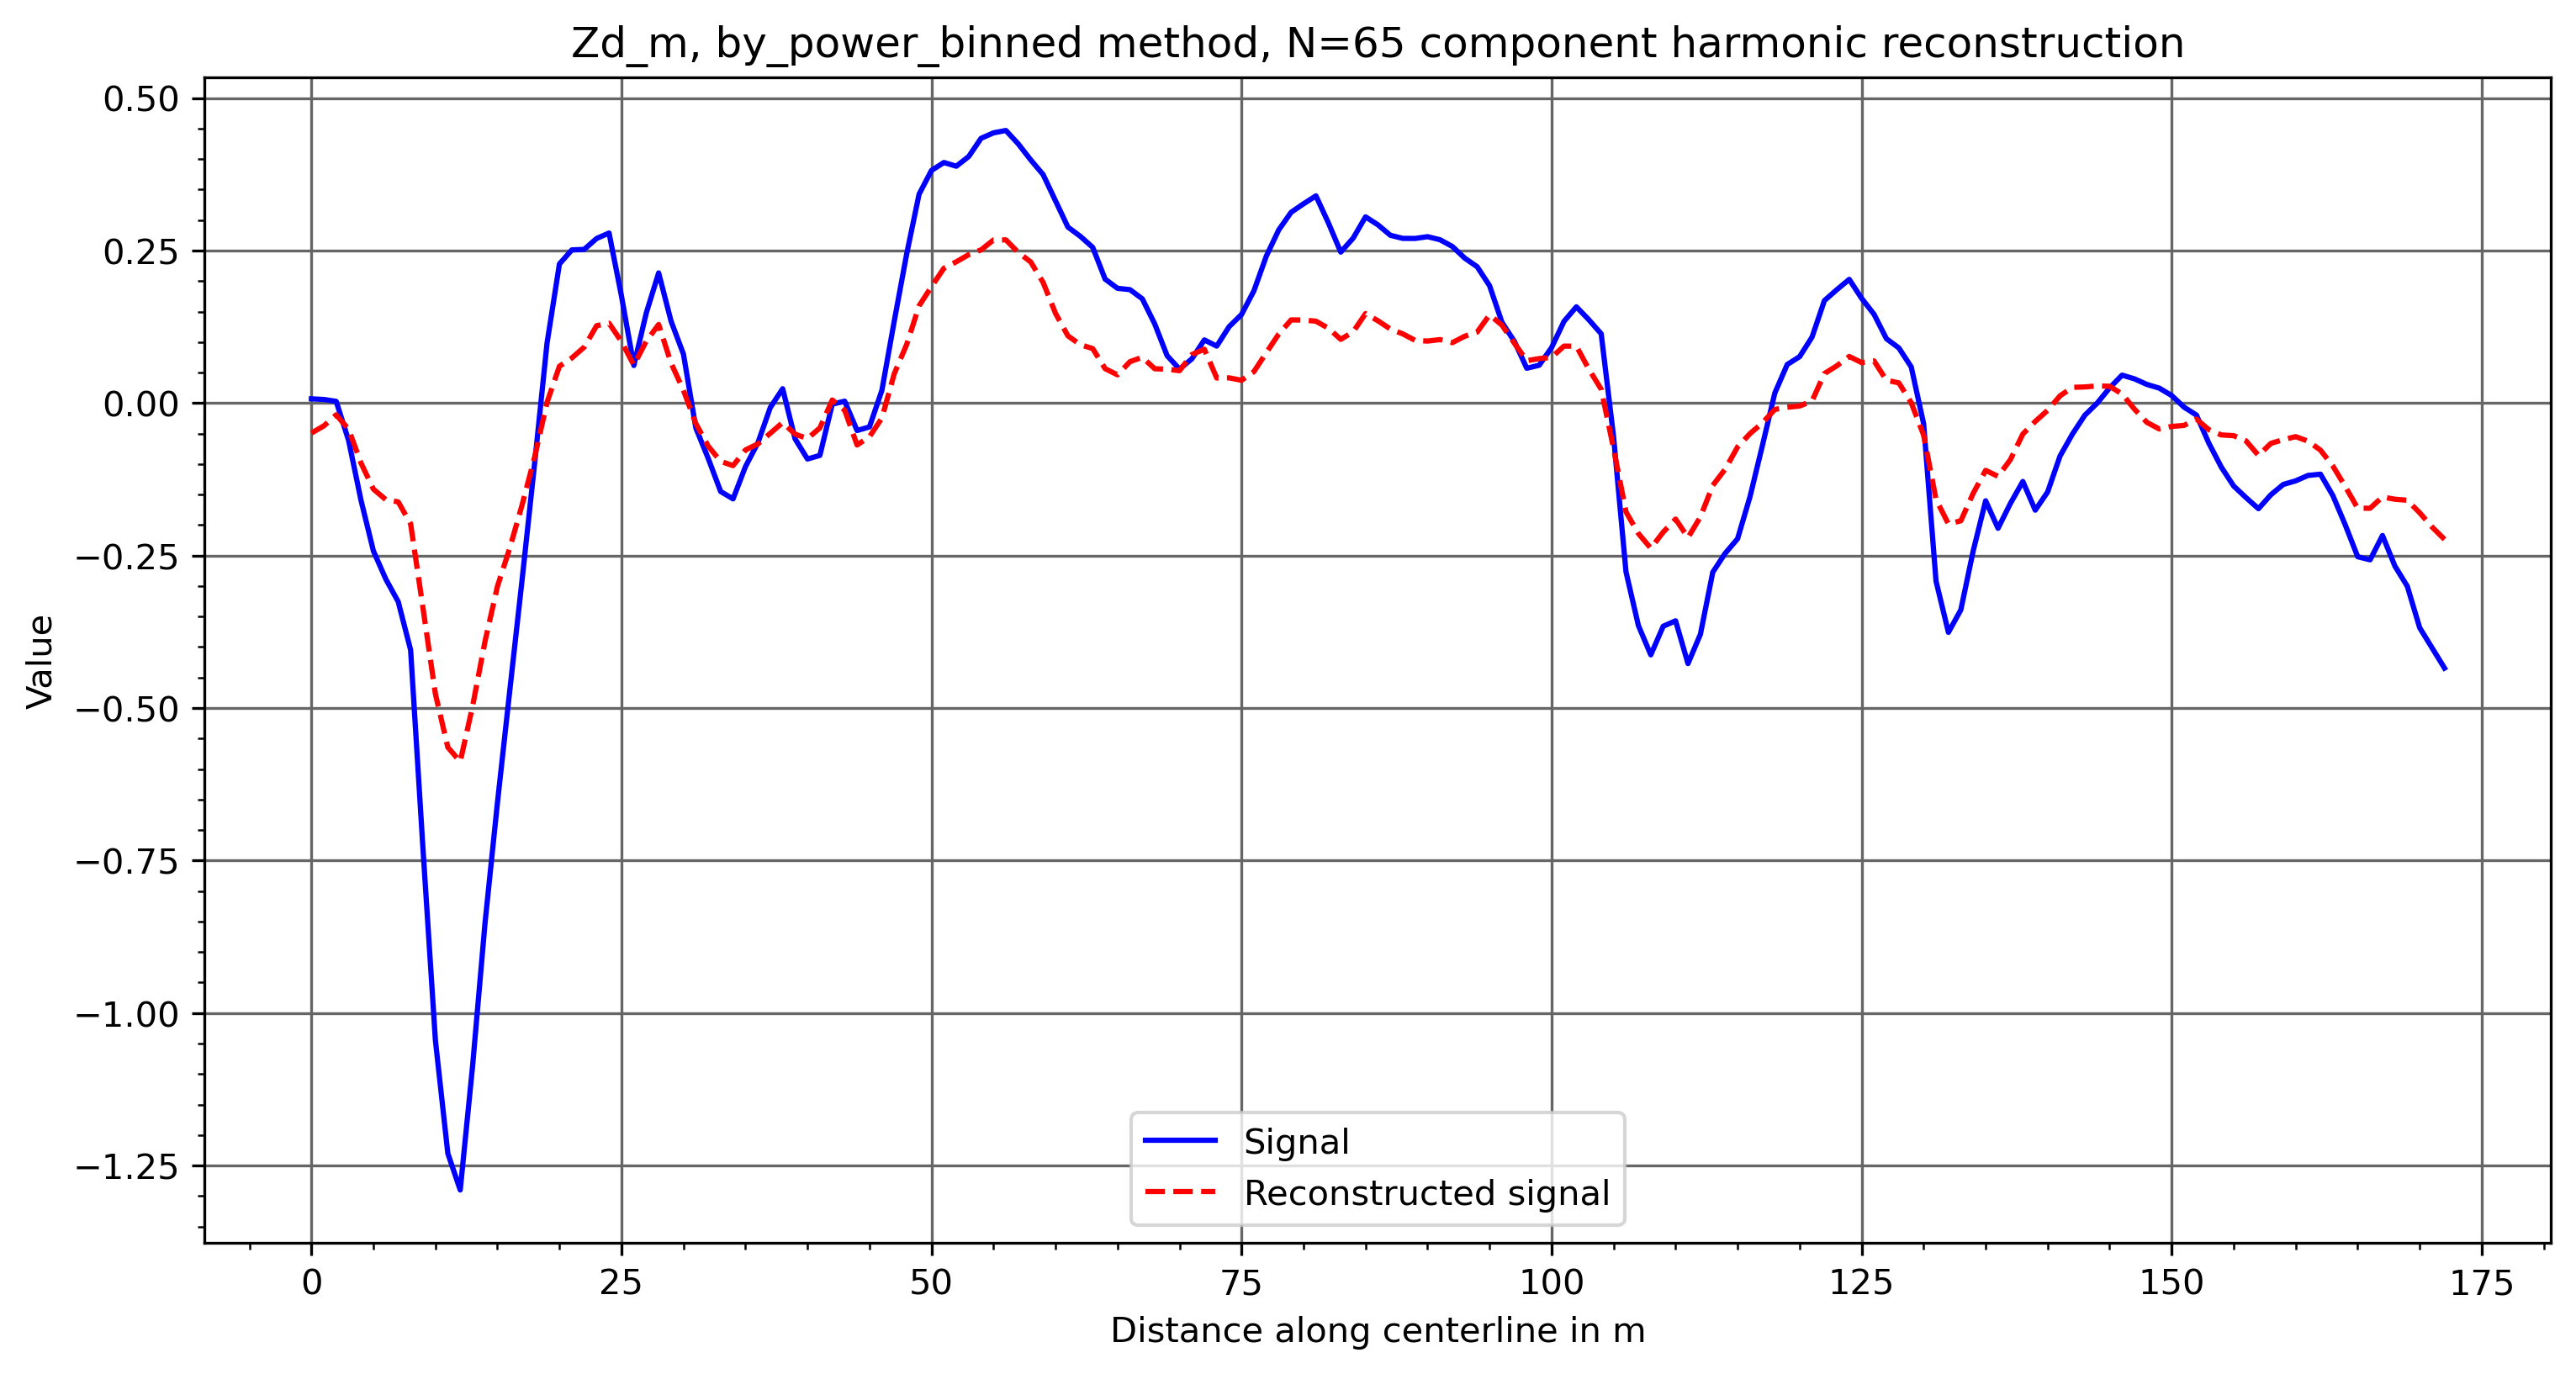 Zd_m, by_power_binned method, N=65 component harmonic reconstruction
0.50
0.25
0.00
−0.25
−0.50
−0.75
−1.00
−1.25
Value
Signal
Reconstructed signal
0 25 50 75 100 125 150 175
Distance along centerline in m